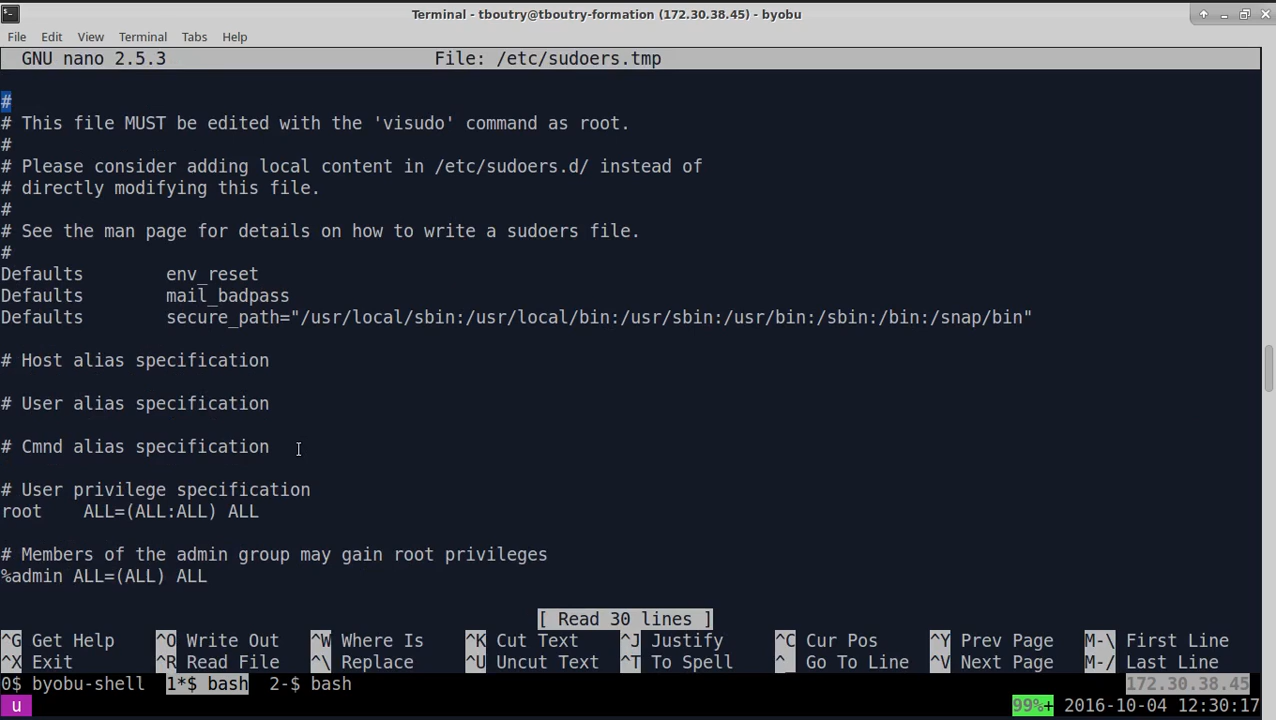 Terminal - tboutry@tboutry-formation (172.30.38.45) - byobu
File Edit View Terminal Tabs Help
GNU nano 2.5.3 File: /etc/sudoers.tmp
#
# This file MUST be edited with the 'visudo' command as root.
#
# Please consider adding local content in /etc/sudoers.d/ instead of
# directly modifying this file.
#
# See the man page for details on how to write a sudoers file.
#
Defaults env_reset
Defaults mail_badpass
Defaults secure_path="/usr/local/sbin:/usr/local/bin:/usr/sbin:/usr/bin:/sbin:/bin:/snap/bin"
# Host alias specification
# User alias specification
# Cmnd alias specification
# User privilege specification
root ALL=(ALL:ALL) ALL
# Members of the admin group may gain root privileges
%admin ALL=(ALL) ALL
[ Read 30 lines ]
^G Get Help ^O Write Out ^W Where Is ^K Cut Text ^J Justify ^C Cur Pos ^Y Prev Page M-\ First Line
^X Exit ^R Read File ^\ Replace ^U Uncut Text ^T To Spell ^_ Go To Line ^V Next Page M-/ Last Line
0$ byobu-shell 1*$ bash 2-$ bash 172.30.38.45
u 99%+ 2016-10-04 12:30:17